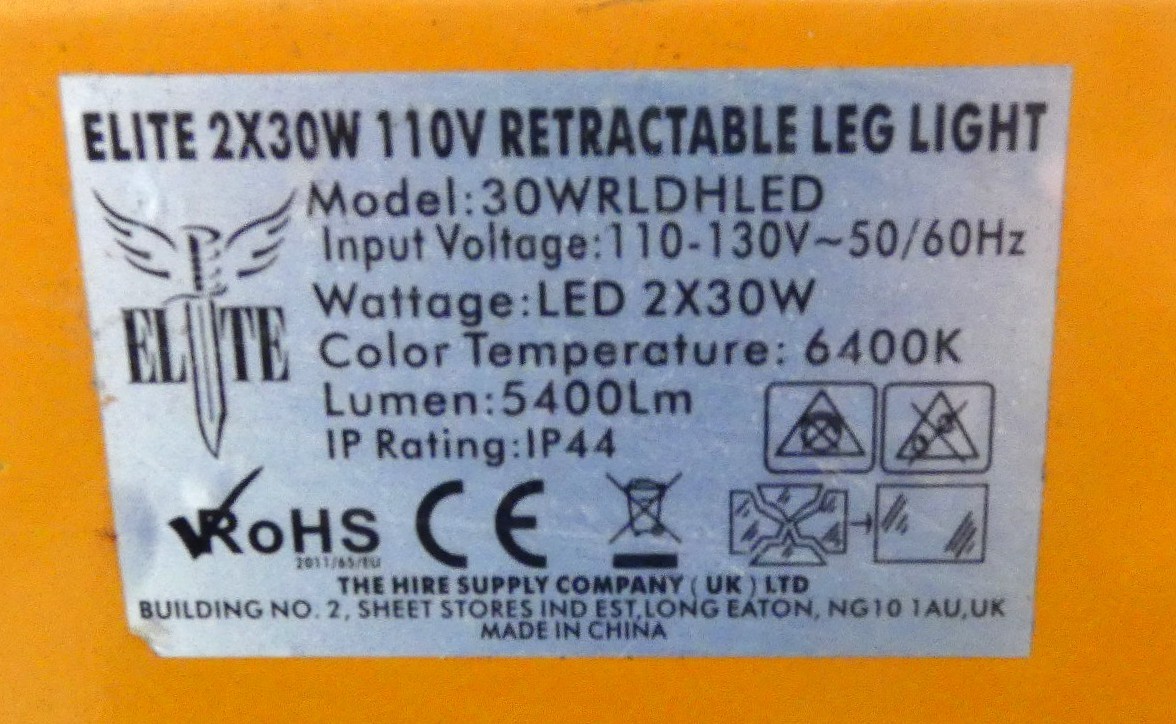 ELITE 2X30W 110V RETRACTABLE LEG LIGHT
Model:30WRLDHLED
Input Voltage:110-130V~50/60Hz
Wattage:LED 2X30W
Color Temperature: 6400K
Lumen:5400Lm
IP Rating:IP44
ELITE
RoHS
2011/65/EU
CE
THE HIRE SUPPLY COMPANY ( UK ) LTD
BUILDING NO. 2, SHEET STORES IND EST,LONG EATON, NG10 1AU,UK
MADE IN CHINA